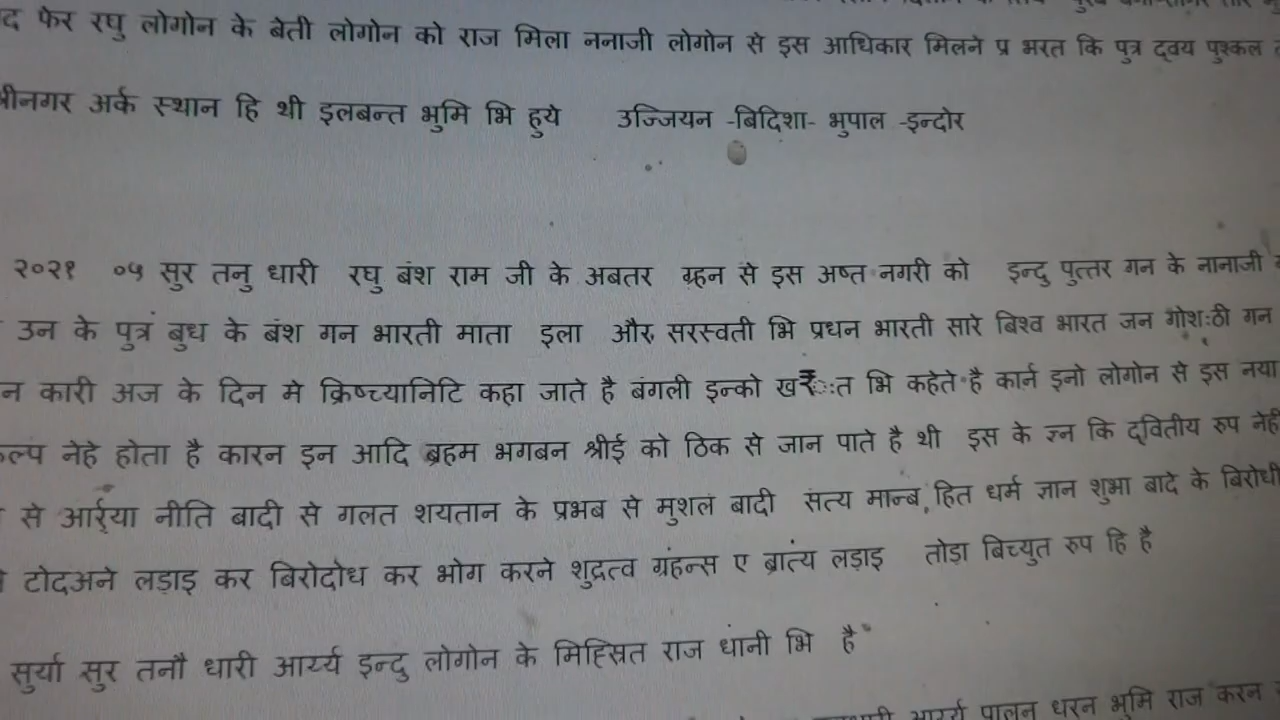 फेर रघु लोगोन के बेती लोगोन को राज मिला ननाजी लोगोन से इस आधिकार मिलने प्र भरत कि पुत्र द्वय पुश्कल
श्रीनगर अर्क स्थान हि थी इलबन्त भुमि भि हुये उज्जियन -बिदिशा- भुपाल -इन्दोर
२०२१ ०५ सुर तनु धारी रघु बंश राम जी के अबतर ग्रहन से इस अष्त नगरी को इन्दु पुत्तर गन के नानाजी
उन के पुत्र बुध के बंश गन भारती माता इला और सरस्वती भि प्रधन भारती सारे बिश्व भारत जन गोशःठी गन
न कारी अज के दिन मे क्रिष्च्यानिटि कहा जाते है बंगली इन्को भि कहेते है कार्न इनो लोगोन से इस नया
ल्प नेहे होता है कारन इन आदि ब्रहम भगबन श्रीई को ठिक से जान पाते है थी इस के ज्ञ्न कि द्वितीय रुप नेही
से आर्र्या नीति बादी से गलत शयतान के प्रभब से मुशल बादी सत्य मान्ब हित धर्म ज्ञान शुभा बादे के बिरोधी
टोदअने लड़ाइ कर बिरोदोध कर भोग करने शुद्रत्व ग्रहन्स ए ब्रात्य लड़ाइ तोड़ा बिच्युत रुप हि है
सुर्या सुर तनौ धारी आर्य्य इन्दु लोगोन के मिह्स्रित राज धानी भि है
पालन धरन भुमि राज करन